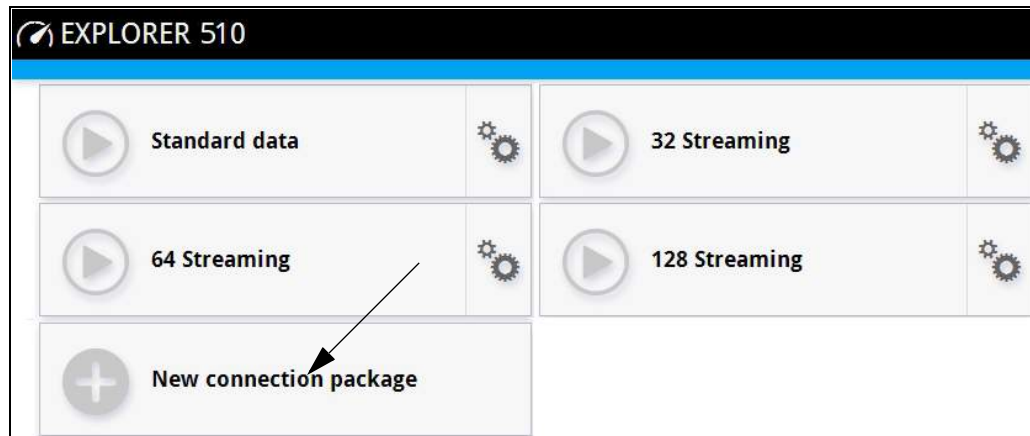 EXPLORER 510
Standard data
32 Streaming
64 Streaming
128 Streaming
New connection package